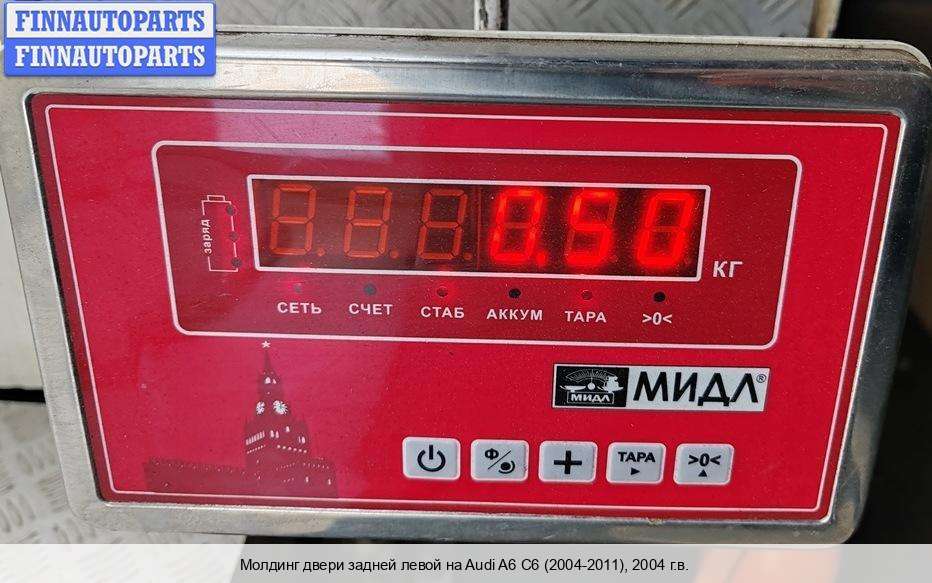 FINNAUTOPARTS
FINNAUTOPARTS
заряд
0.50
КГ
СЕТЬ СЧЕТ СТАБ АККУМ ТАРА >0<
МИДЛ МИДЛ®
Ф ТАРА >0<
Молдинг двери задней левой на Audi A6 C6 (2004-2011), 2004 г.в.